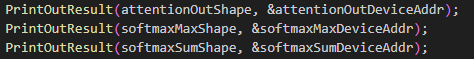 PrintOutResult(attentionOutShape, &attentionOutDeviceAddr);
PrintOutResult(softmaxMaxShape, &softmaxMaxDeviceAddr);
PrintOutResult(softmaxSumShape, &softmaxSumDeviceAddr);